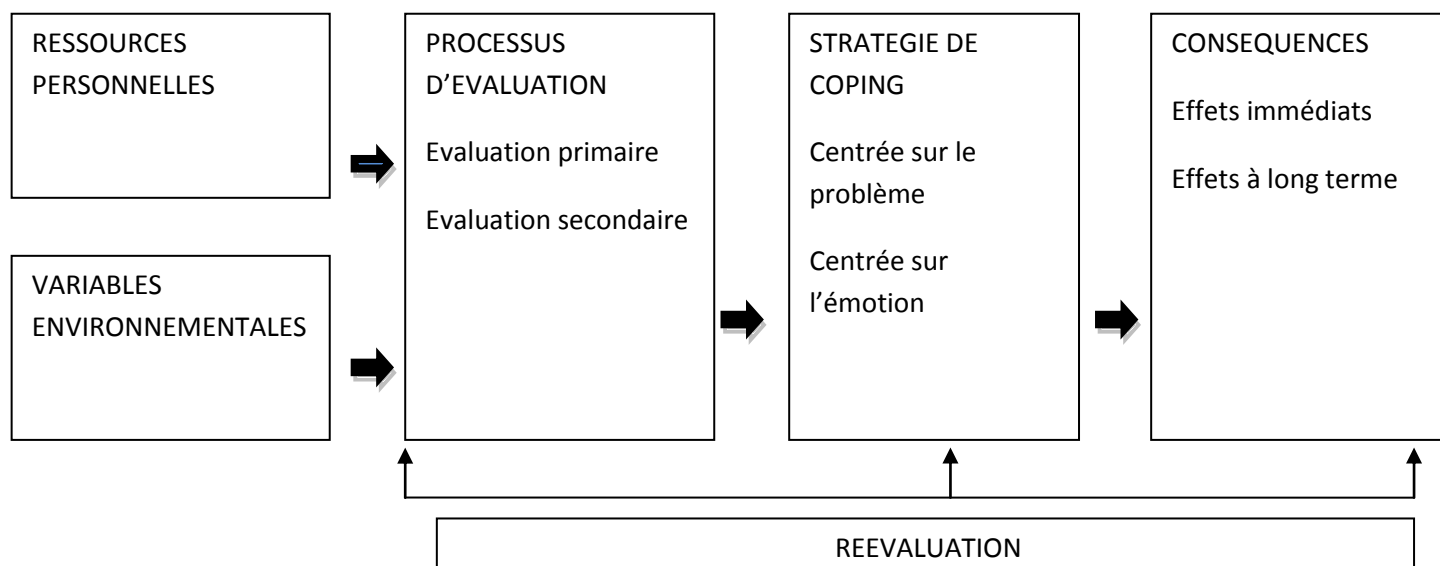 RESSOURCES
PERSONNELLES
VARIABLES
ENVIRONNEMENTALES
PROCESSUS
D’EVALUATION
Evaluation primaire
Evaluation secondaire
STRATEGIE DE
COPING
Centrée sur le
problème
Centrée sur
l’émotion
CONSEQUENCES
Effets immédiats
Effets à long terme
REEVALUATION